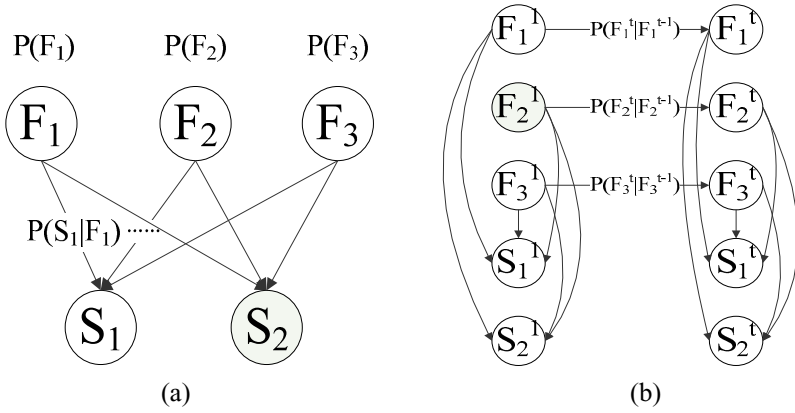 P(F₁) P(F₂) P(F₃)
F₁ F₂ F₃
P(S₁|F₁) ······
S₁ S₂
(a)
F₁¹ P(F₁ᵗ|F₁ᵗ⁻¹) F₁ᵗ
F₂¹ P(F₂ᵗ|F₂ᵗ⁻¹) F₂ᵗ
F₃¹ P(F₃ᵗ|F₃ᵗ⁻¹) F₃ᵗ
S₁¹ S₁ᵗ
S₂¹ S₂ᵗ
(b)